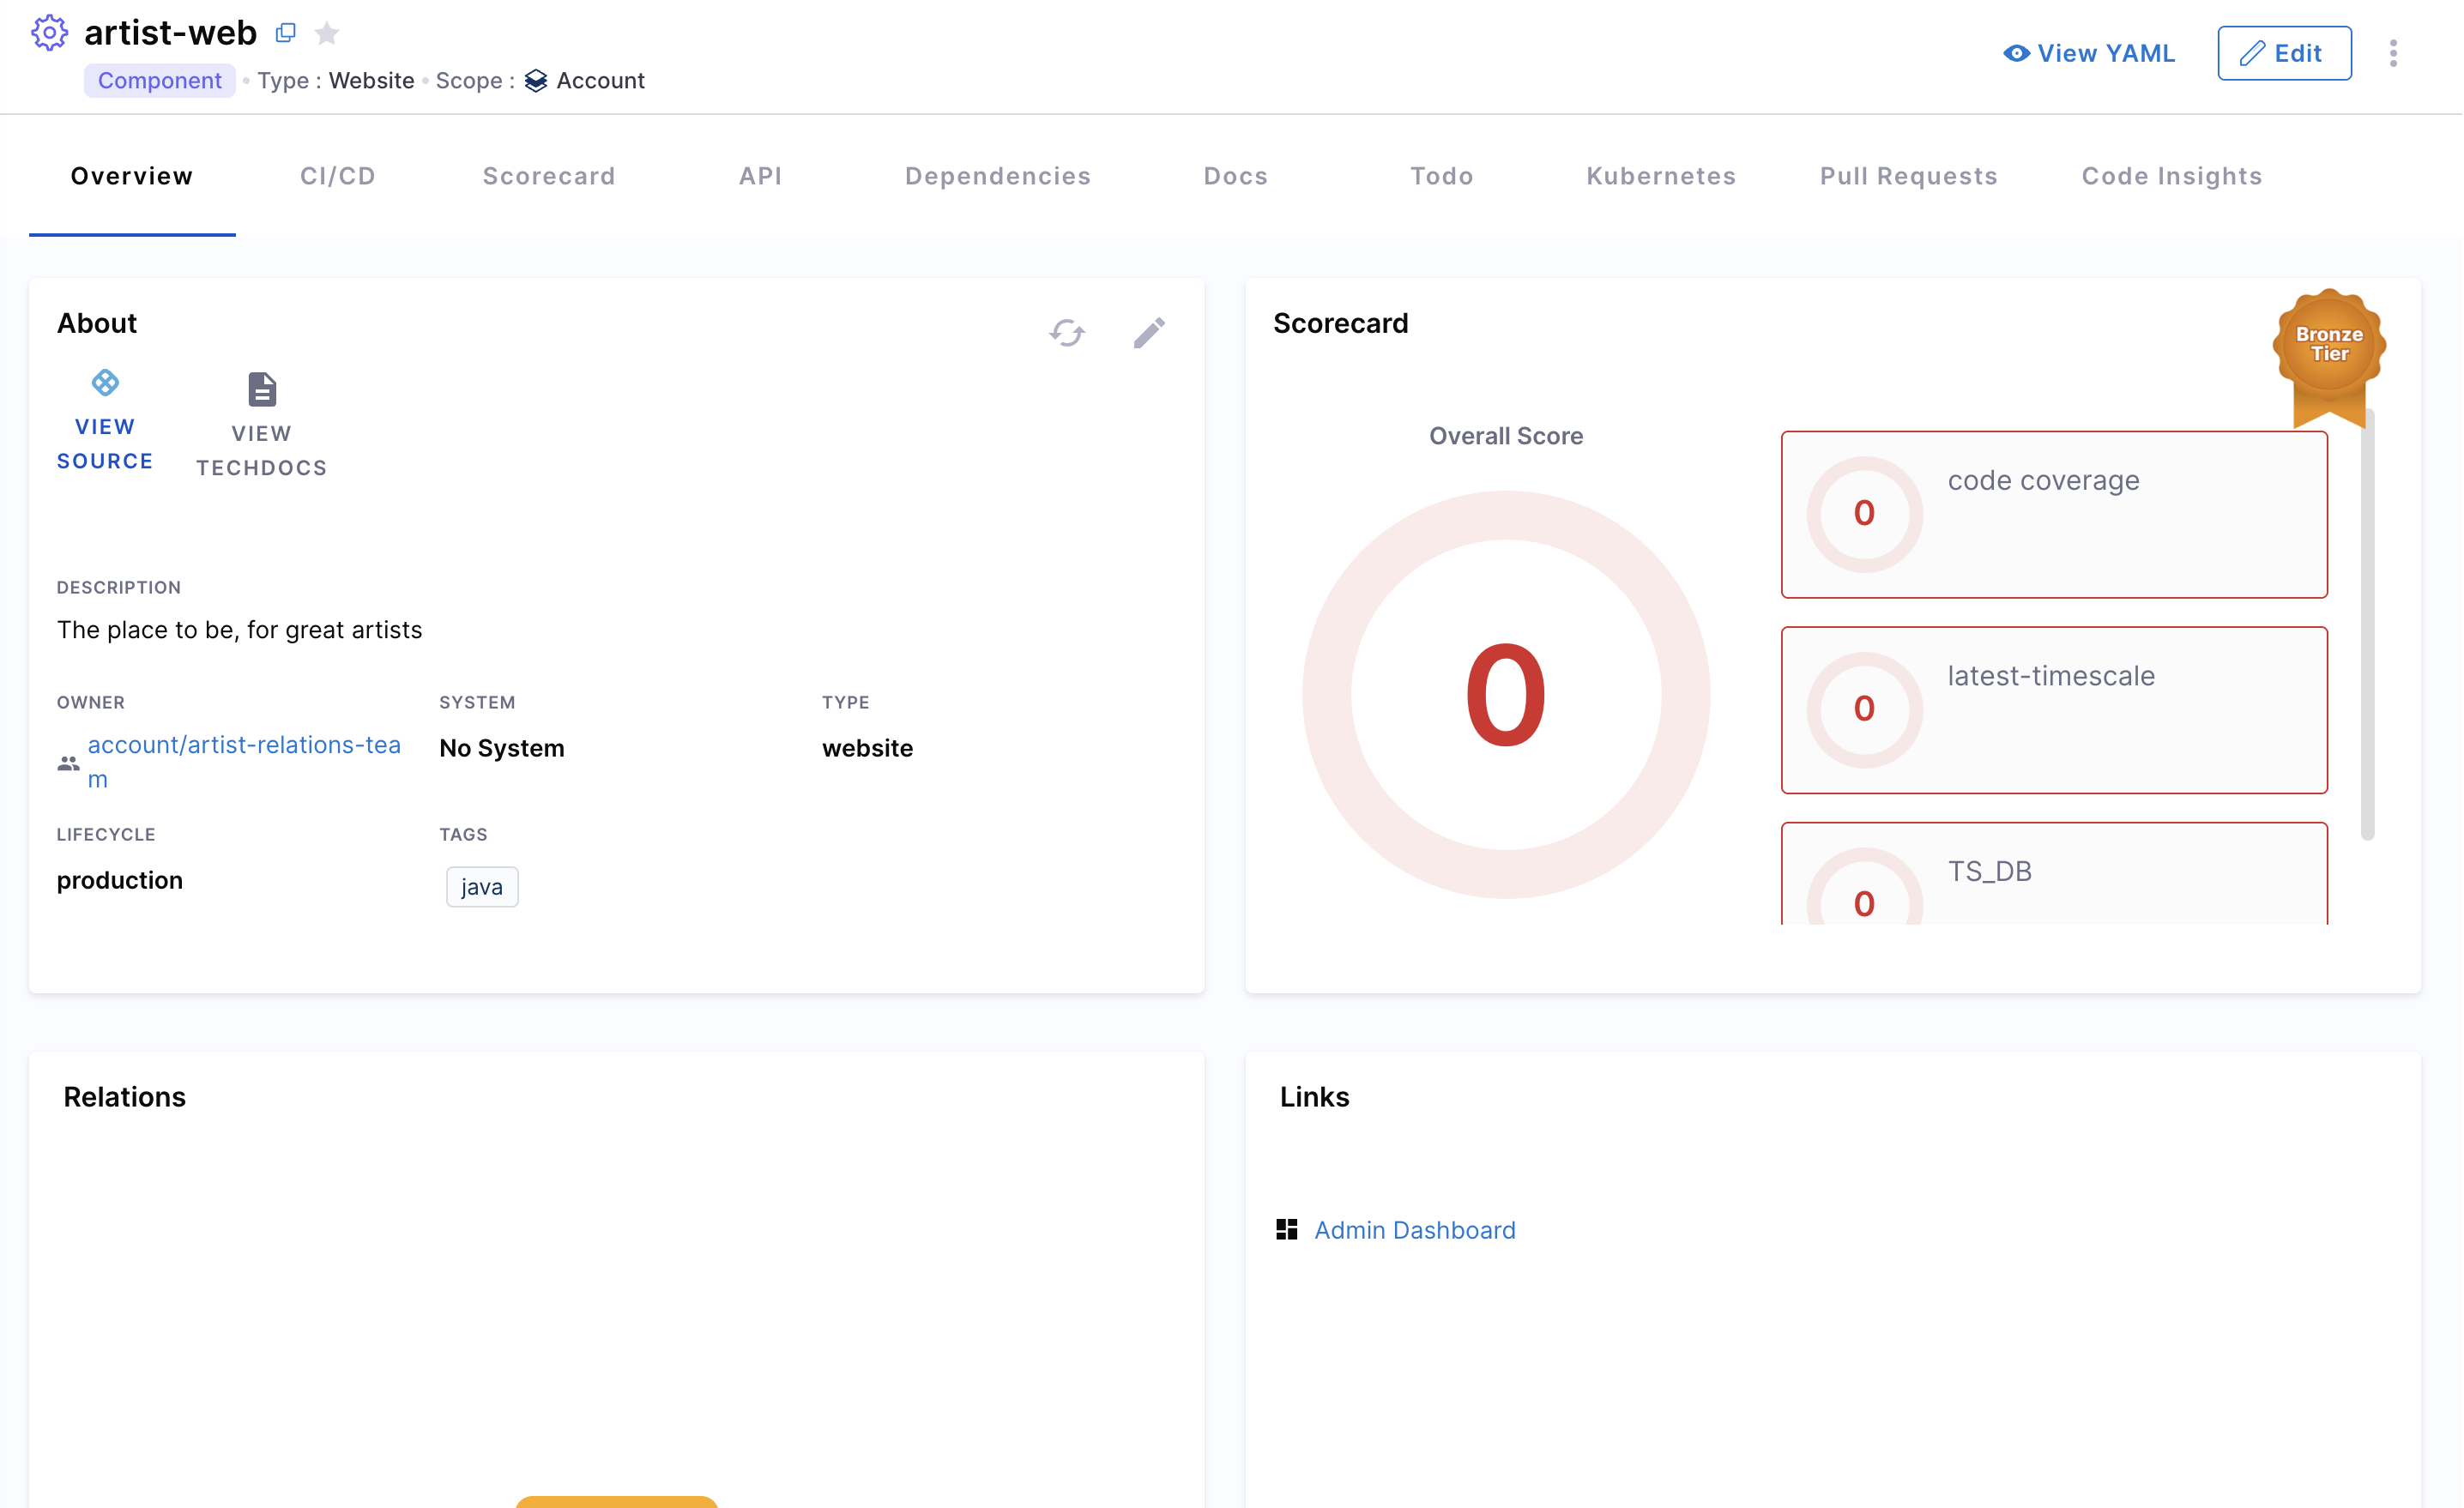 artist-web
Component • Type : Website • Scope : Account
View YAML
Edit
Overview
CI/CD
Scorecard
API
Dependencies
Docs
Todo
Kubernetes
Pull Requests
Code Insights
About
VIEW
SOURCE
VIEW
TECHDOCS
DESCRIPTION
The place to be, for great artists
OWNER
account/artist-relations-tea
m
SYSTEM
No System
TYPE
website
LIFECYCLE
production
TAGS
java
Scorecard
Bronze
Tier
Overall Score
0
0
code coverage
0
latest-timescale
0
TS_DB
Relations
Links
Admin Dashboard